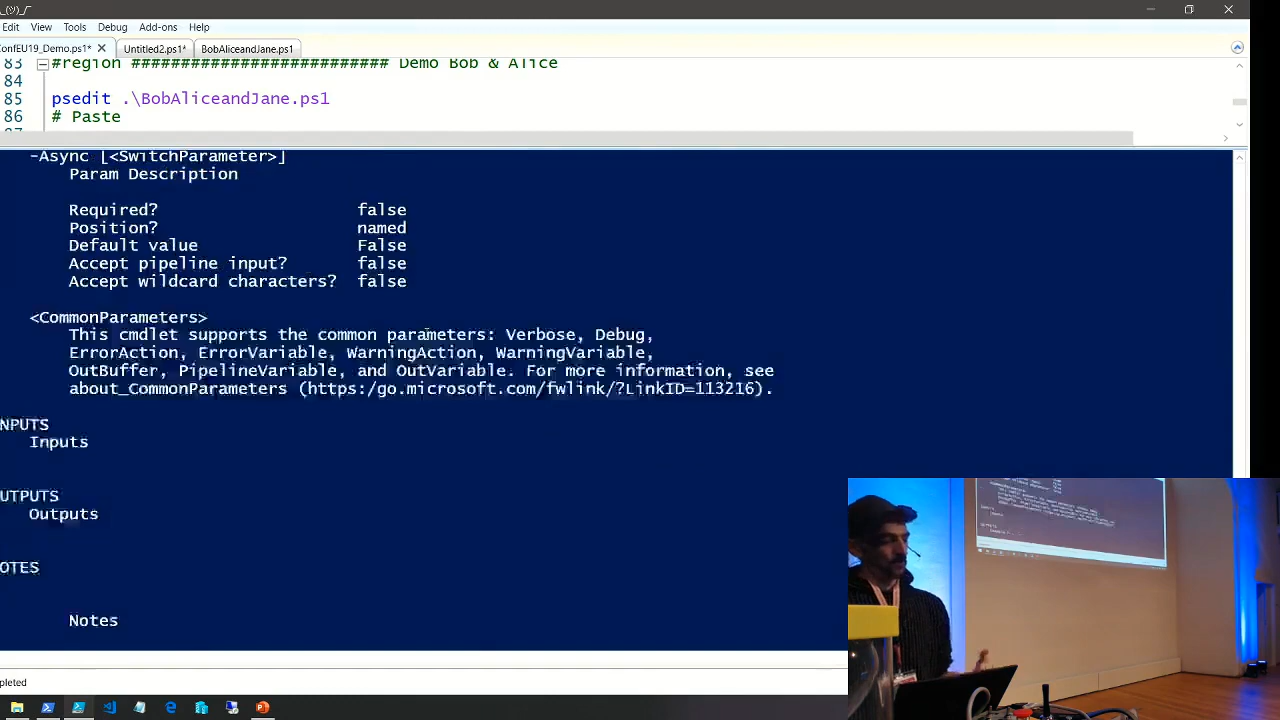 _(ツ)_/¯
Edit View Tools Debug Add-ons Help
ConfEU19_Demo.ps1* Untitled2.ps1* BobAliceandJane.ps1
83 #region ########################## Demo Bob & Alice
84
85 psedit .\BobAliceandJane.ps1
86 # Paste
-Async [<SwitchParameter>]
Param Description
Required? false
Position? named
Default value False
Accept pipeline input? false
Accept wildcard characters? false
<CommonParameters>
This cmdlet supports the common parameters: Verbose, Debug,
ErrorAction, ErrorVariable, WarningAction, WarningVariable,
OutBuffer, PipelineVariable, and OutVariable. For more information, see
about_CommonParameters (https:/go.microsoft.com/fwlink/?LinkID=113216).
NPUTS
Inputs
UTPUTS
Outputs
OTES
Notes
pleted